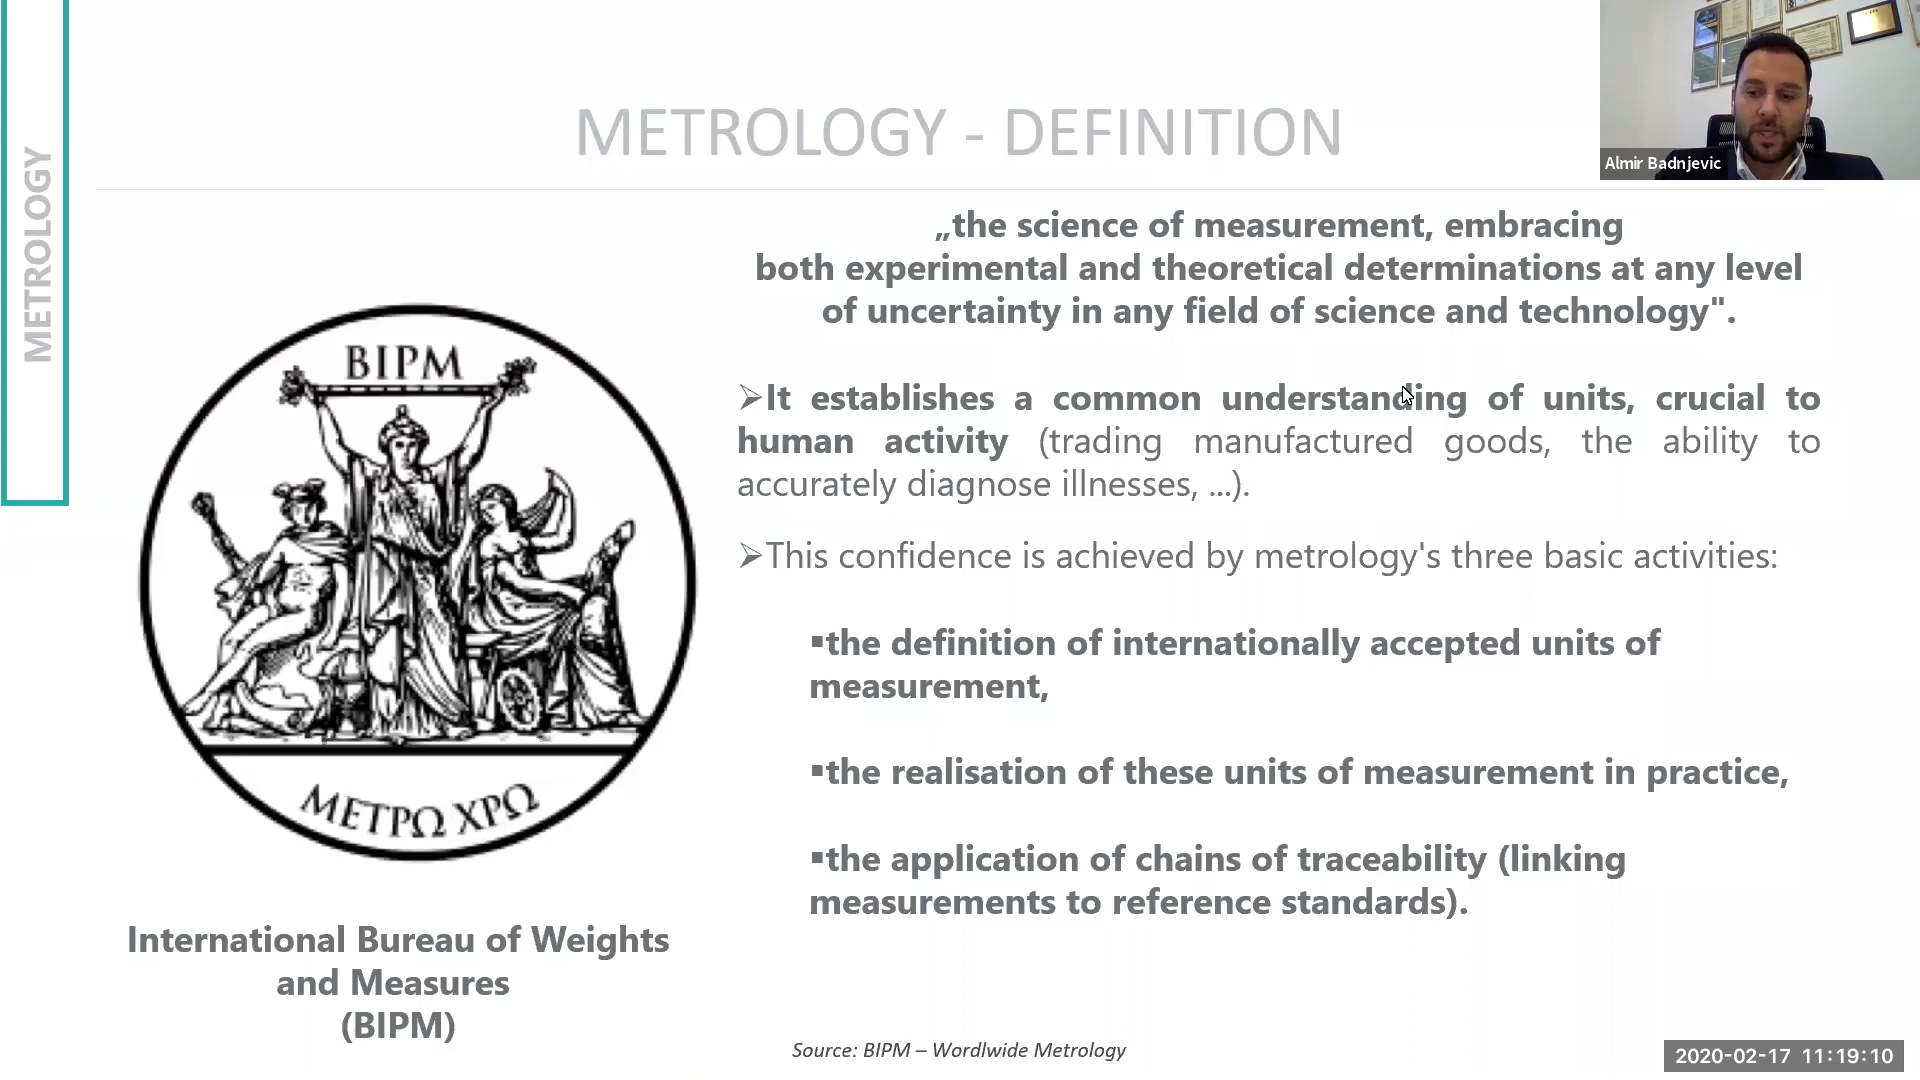 METROLOGY
METROLOGY - DEFINITION
Almir Badnjevic
„the science of measurement, embracing
both experimental and theoretical determinations at any level
of uncertainty in any field of science and technology".
➢It establishes a common understanding of units, crucial to
human activity (trading manufactured goods, the ability to
accurately diagnose illnesses, ...).
➢This confidence is achieved by metrology's three basic activities:
▪the definition of internationally accepted units of
measurement,
▪the realisation of these units of measurement in practice,
▪the application of chains of traceability (linking
measurements to reference standards).
BIPM
ΜΕΤΡΩ ΧΡΩ
International Bureau of Weights
and Measures
(BIPM)
Source: BIPM – Wordlwide Metrology
2020-02-17 11:19:10